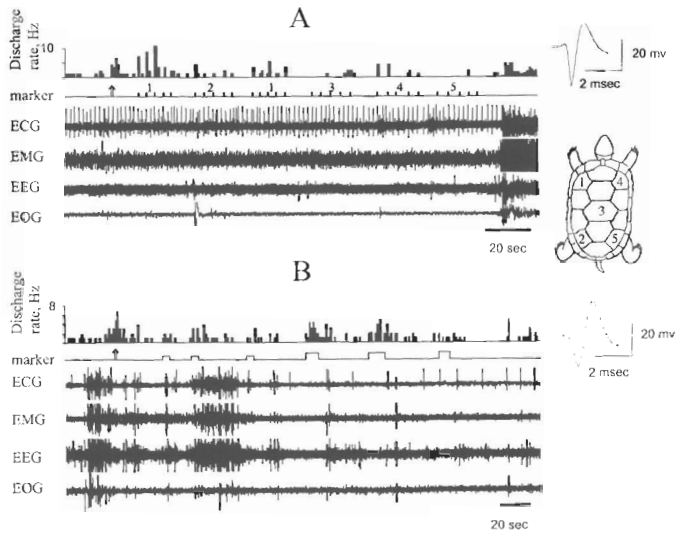 A
Discharge rate, Hz
10
marker
1 2 1 3 4 5
ECG
EMG
EEG
EOG
20 sec
20 mv
2 msec
1 4
3
2 5
B
Discharge rate, Hz
8
marker
ECG
EMG
EEG
EOG
20 sec
20 mv
2 msec